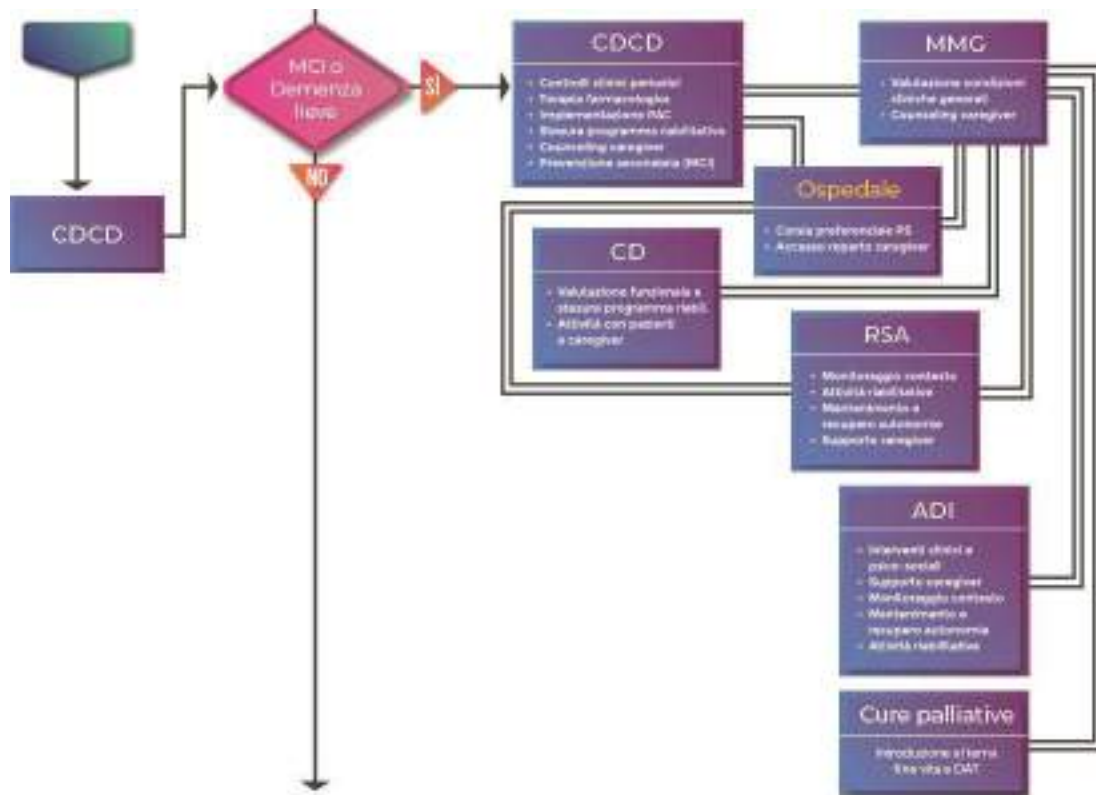 CDCD
MCI o
Demenza
lieve
SÌ
NO
CDCD
• Controlli clinici periodici
• Terapia farmacologica
• Implementazione PAC
• Stesura programma riabilitativo
• Counseling caregiver
• Prevenzione secondaria (MCI)
MMG
• Valutazione condizioni
cliniche generali
• Counseling caregiver
Ospedale
• Corsia preferenziale PS
• Accesso reparto caregiver
CD
• Valutazione funzionale e
stesura programma riabil.
• Attività con pazienti
e caregiver
RSA
• Monitoraggio contesto
• Attività riabilitative
• Mantenimento e
recupero autonomie
• Supporto caregiver
ADI
• Interventi clinici e
psico-sociali
• Supporto caregiver
• Monitoraggio contesto
• Mantenimento e
recupero autonomia
• Attività riabilitative
Cure palliative
Introduzione al tema
fine vita e DAT